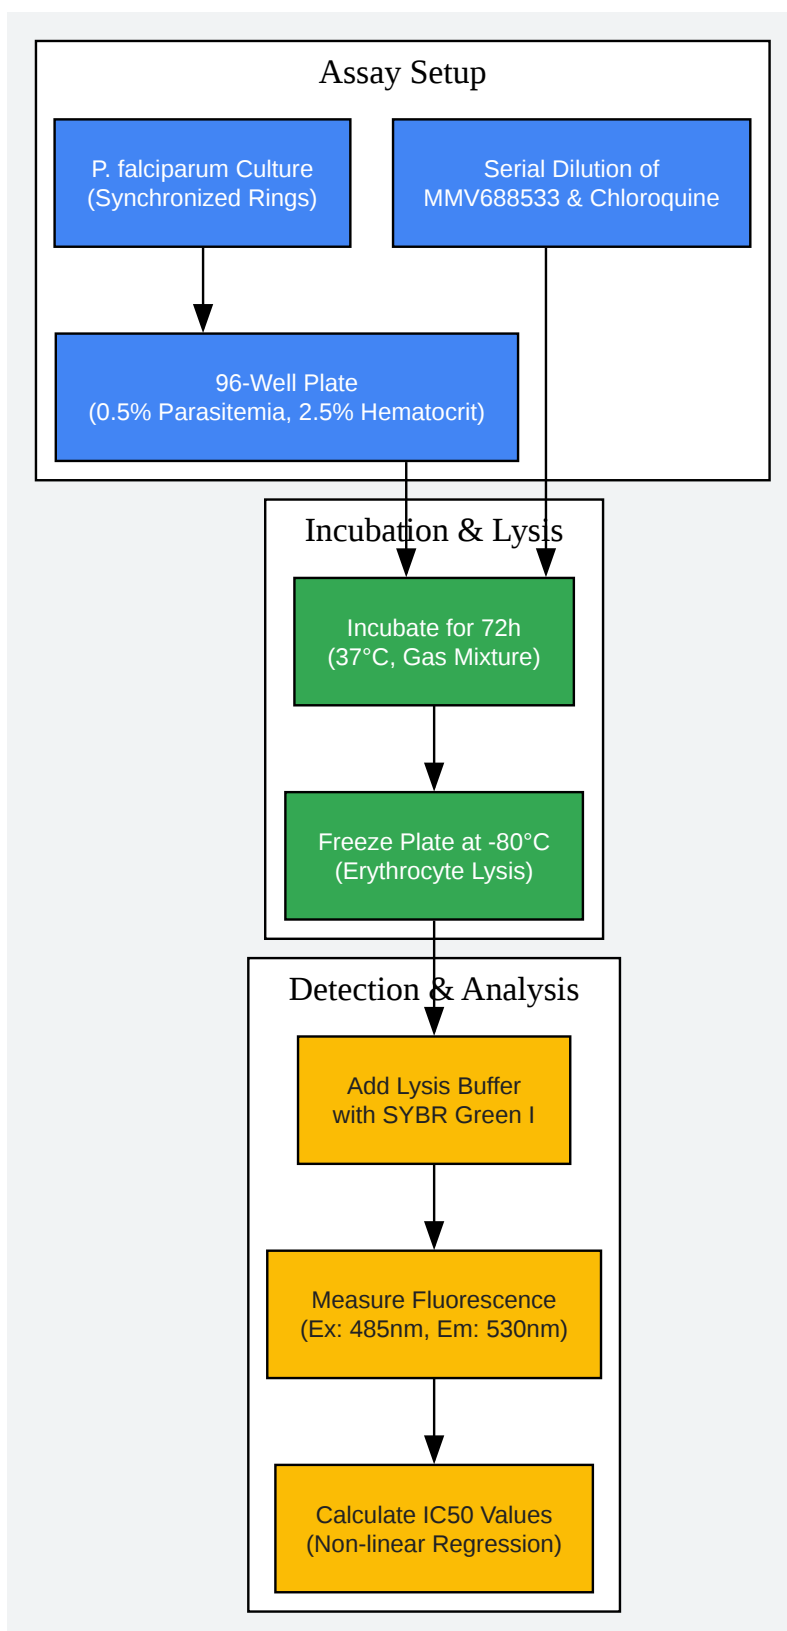 Assay Setup
P. falciparum Culture
(Synchronized Rings)
Serial Dilution of
MMV688533 & Chloroquine
96-Well Plate
(0.5% Parasitemia, 2.5% Hematocrit)
Incubation & Lysis
Incubate for 72h
(37°C, Gas Mixture)
Freeze Plate at -80°C
(Erythrocyte Lysis)
Detection & Analysis
Add Lysis Buffer
with SYBR Green I
Measure Fluorescence
(Ex: 485nm, Em: 530nm)
Calculate IC50 Values
(Non-linear Regression)